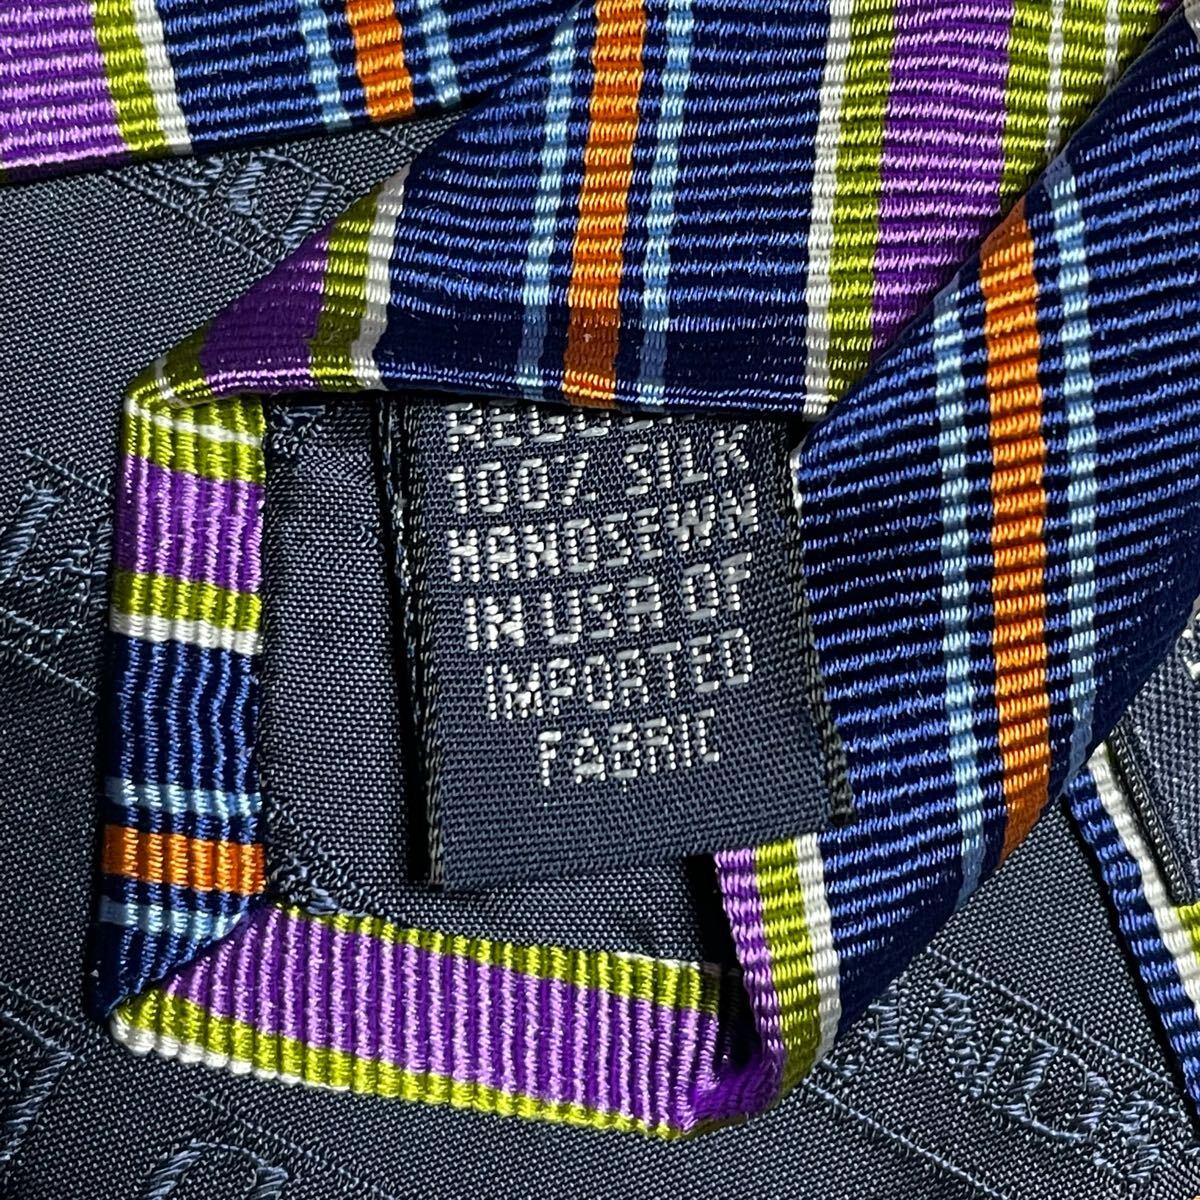 100% SILK
HANDSEWN
IN USA OF
IMPORTED
FABRIC